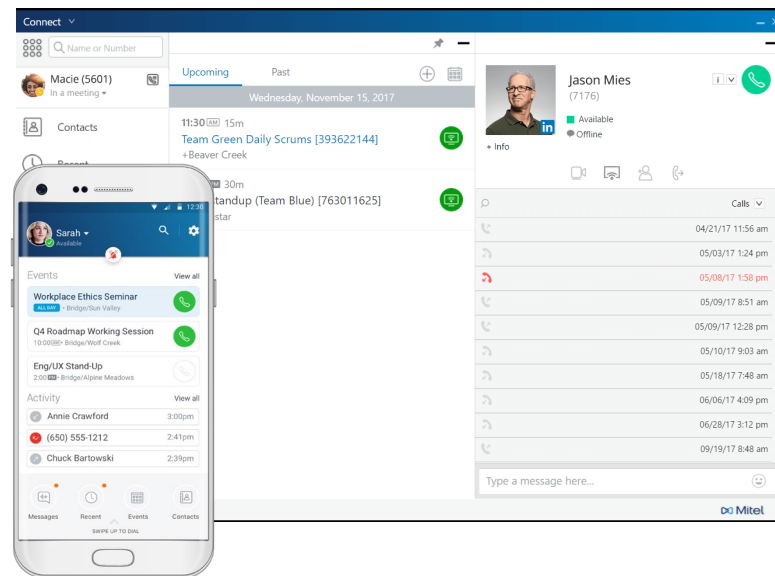 Connect
Name or Number
Macie (5601)
In a meeting
Contacts
Recent
Upcoming Past
Wednesday, November 15, 2017
11:30 AM 15m
Team Green Daily Scrums [393622144]
+Beaver Creek
30m
tandup (Team Blue) [763011625]
star
Jason Mies
(7176)
Available
Offline
in
+ Info
Calls
04/21/17 11:56 am
05/03/17 1:24 pm
05/08/17 1:58 pm
05/09/17 8:51 am
05/09/17 12:28 pm
05/10/17 9:03 am
05/18/17 7:48 am
06/06/17 4:09 pm
06/28/17 3:12 pm
09/19/17 8:48 am
Type a message here...
Mitel
12:30
Sarah
Available
Events View all
Workplace Ethics Seminar
ALL DAY • Bridge/Sun Valley
Q4 Roadmap Working Session
10:00 AM • Bridge/Wolf Creek
Eng/UX Stand-Up
2:00 PM • Bridge/Alpine Meadows
Activity View all
Annie Crawford 3:00pm
(650) 555-1212 2:41pm
Chuck Bartowski 2:39pm
Messages Recent Events Contacts
SWIPE UP TO DIAL